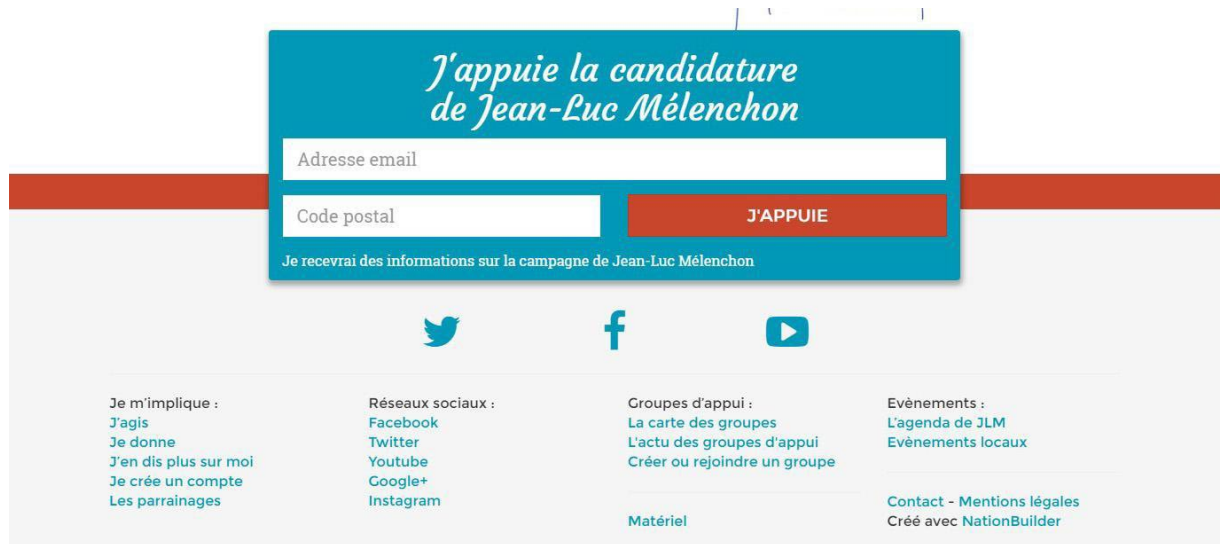 J'appuie la candidature
de Jean-Luc Mélenchon
Adresse email
Code postal
J'APPUIE
Je recevrai des informations sur la campagne de Jean-Luc Mélenchon
Je m'implique :
J'agis
Je donne
J'en dis plus sur moi
Je crée un compte
Les parrainages
Réseaux sociaux :
Facebook
Twitter
Youtube
Google+
Instagram
Groupes d'appui :
La carte des groupes
L'actu des groupes d'appui
Créer ou rejoindre un groupe
Matériel
Evènements :
L'agenda de JLM
Evènements locaux
Contact - Mentions légales
Créé avec NationBuilder